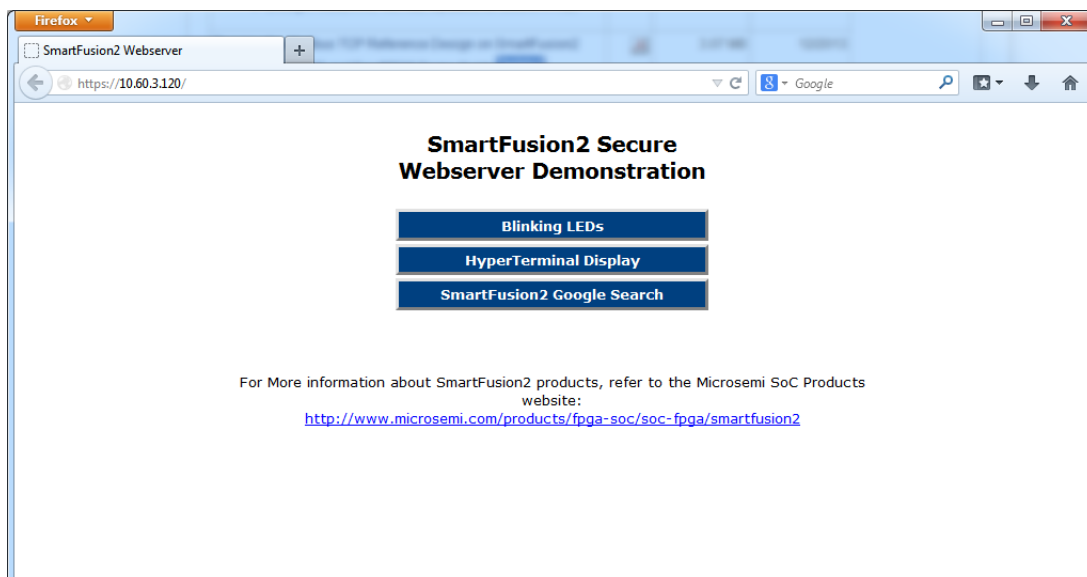 Firefox
SmartFusion2 Webserver
https://10.60.3.120/
Google
SmartFusion2 Secure
Webserver Demonstration
Blinking LEDs
HyperTerminal Display
SmartFusion2 Google Search
For More information about SmartFusion2 products, refer to the Microsemi SoC Products
website:
http://www.microsemi.com/products/fpga-soc/soc-fpga/smartfusion2